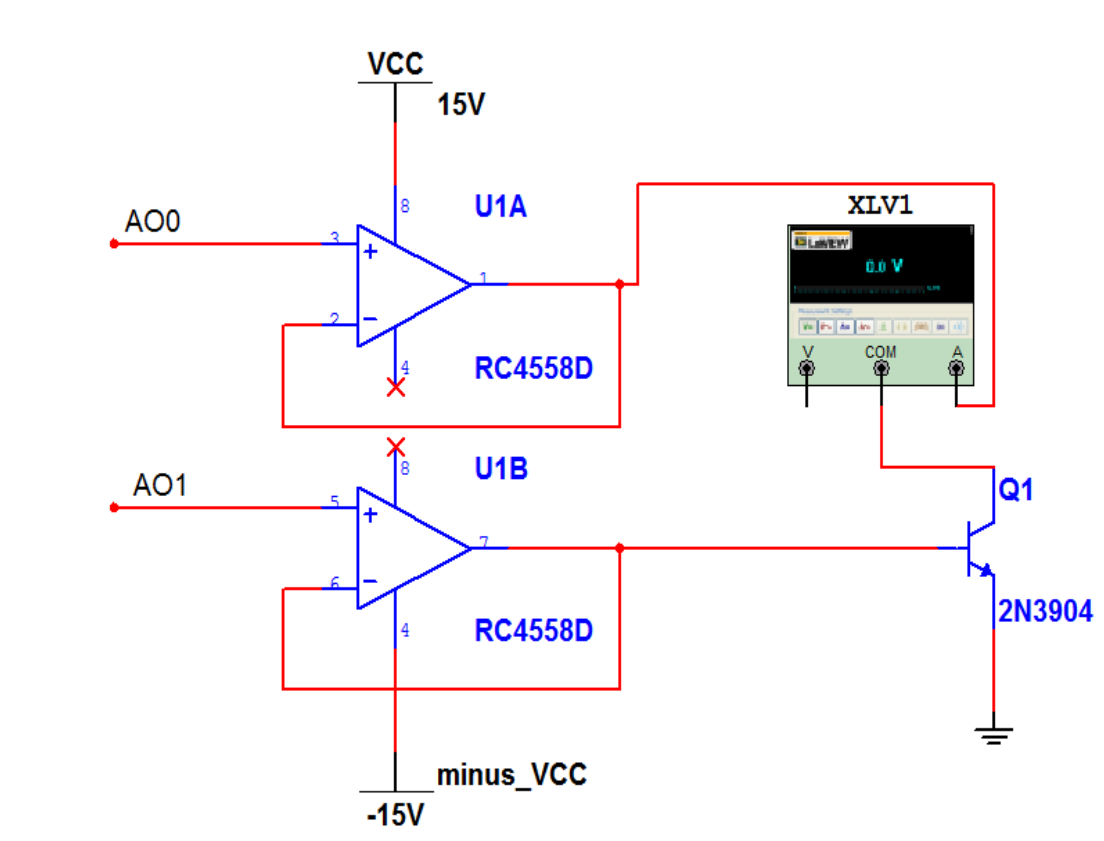 VCC
15V
8
U1A
XLV1
AO0
3
+
LabVIEW
0.0 V
1
2
−
4
RC4558D
V
COM
A
8
U1B
AO1
5
+
Q1
7
6
−
4
RC4558D
2N3904
minus_VCC
-15V